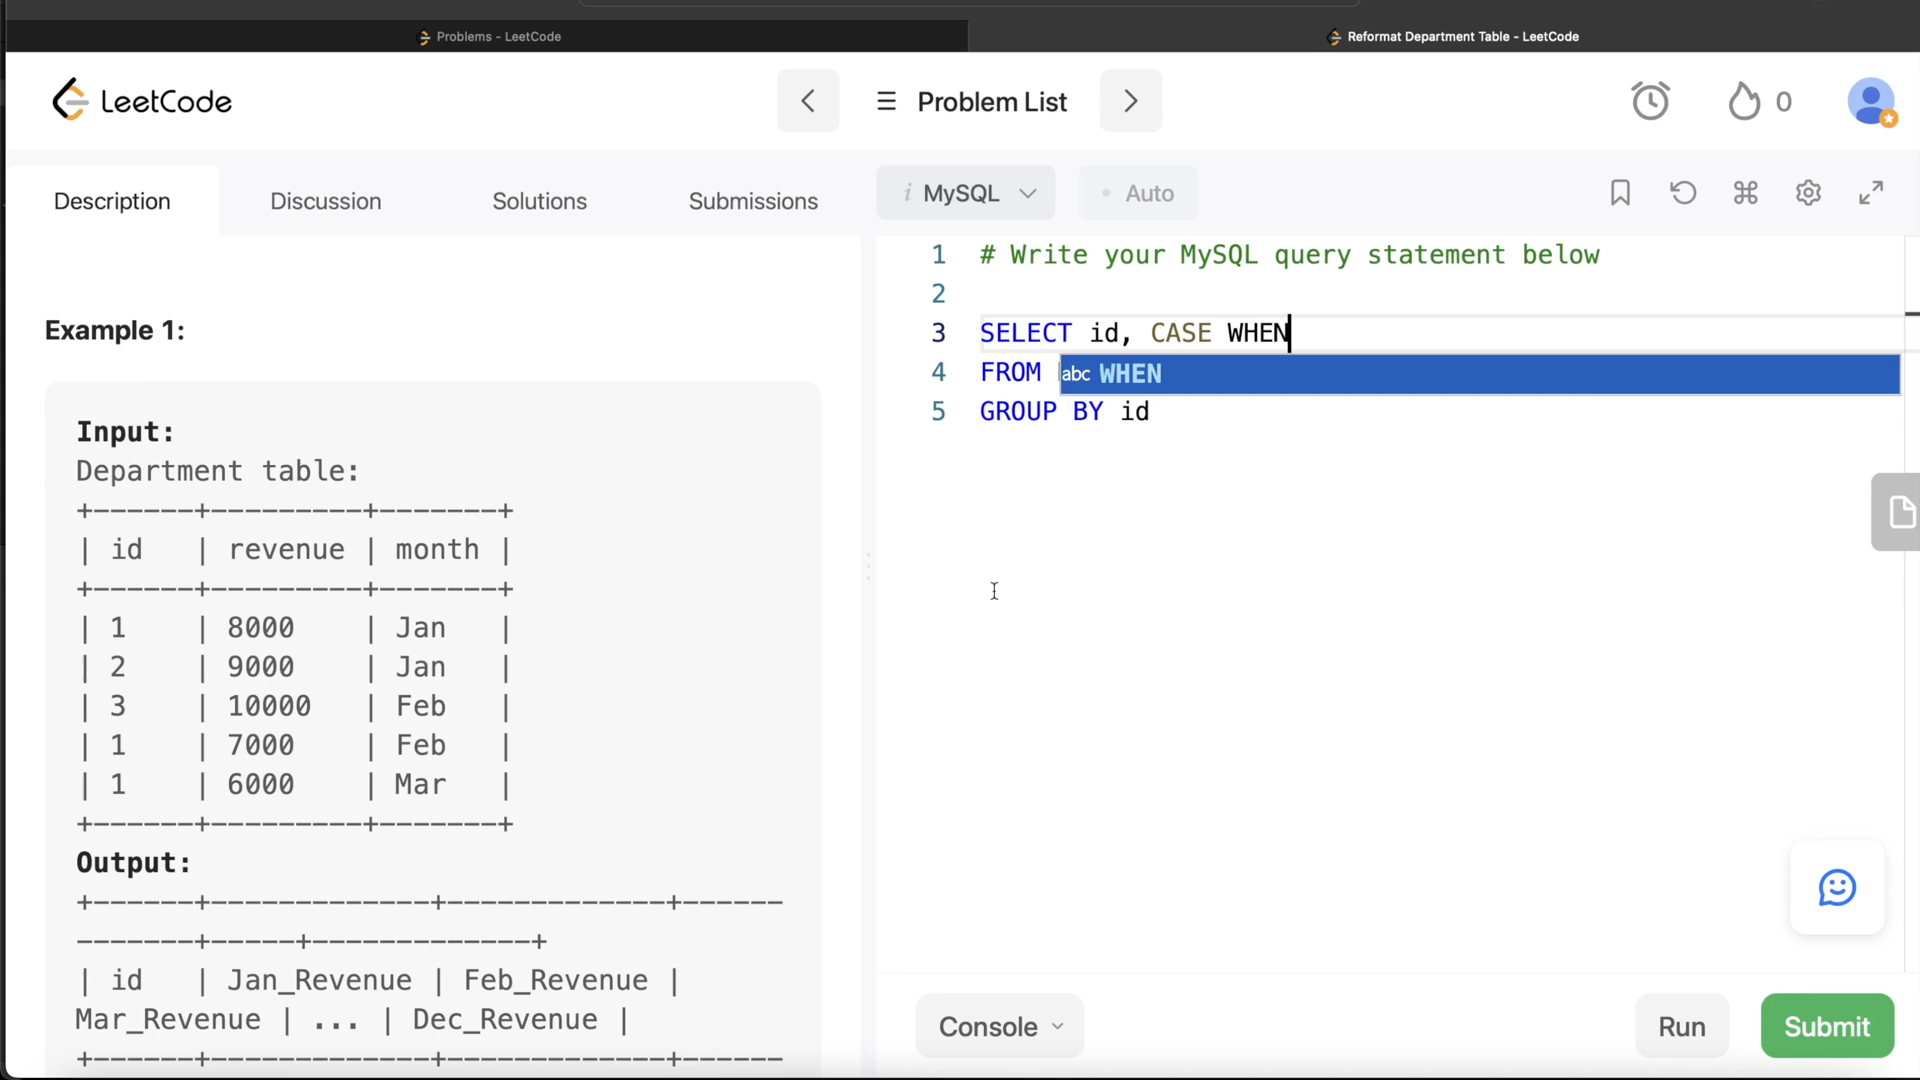 Problems - LeetCode
Reformat Department Table - LeetCode
LeetCode
Problem List
0
Description
Discussion
Solutions
Submissions
i MySQL
Auto
Example 1:
Input:
Department table:
+------+---------+-------+
| id   | revenue | month |
+------+---------+-------+
| 1    | 8000    | Jan   |
| 2    | 9000    | Jan   |
| 3    | 10000   | Feb   |
| 1    | 7000    | Feb   |
| 1    | 6000    | Mar   |
+------+---------+-------+
Output:
+------+-------------+-------------+------
-------+-----+-------------+
| id   | Jan_Revenue | Feb_Revenue |
Mar_Revenue | ... | Dec_Revenue |
+------+-------------+-------------+------
1 # Write your MySQL query statement below
2
3 SELECT id, CASE WHEN
4 FROM
abc WHEN
5 GROUP BY id
Console
Run
Submit